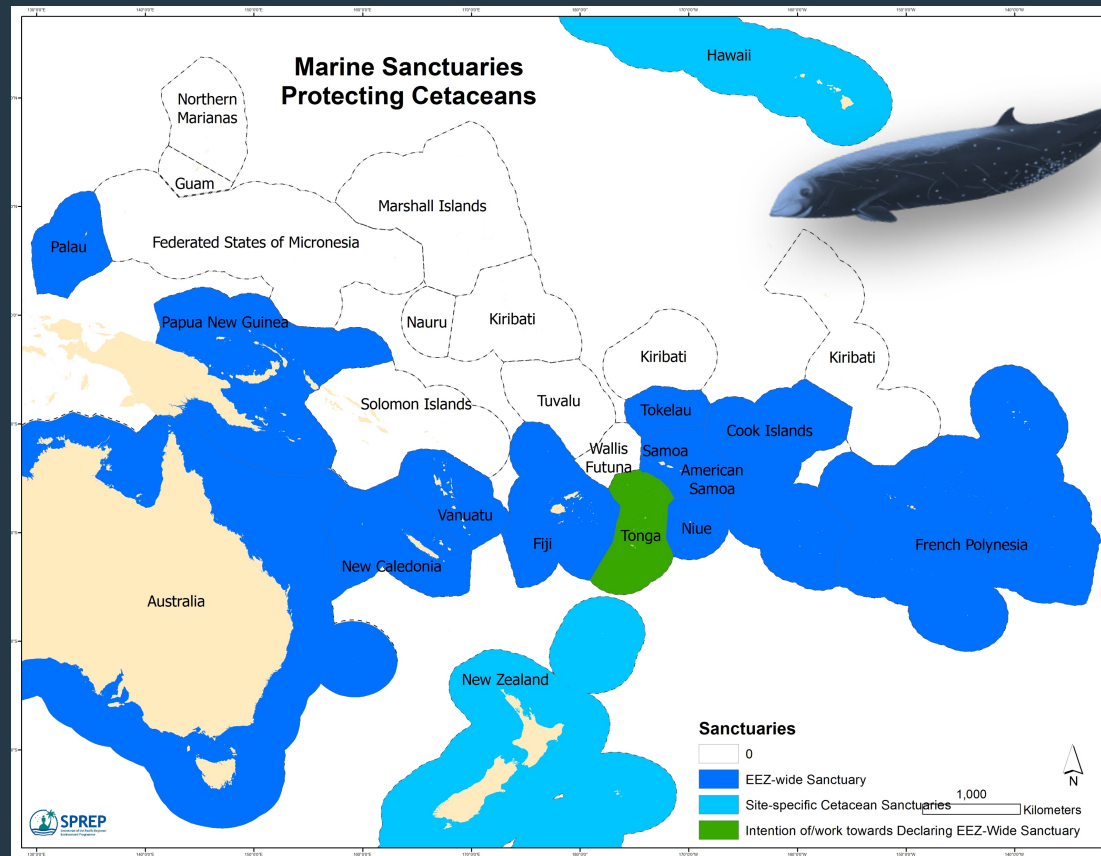 Marine Sanctuaries
Protecting Cetaceans
Hawaii
Northern
Marianas
Guam
Marshall Islands
Palau
Federated States of Micronesia
Papua New Guinea
Nauru
Kiribati
Kiribati
Kiribati
Solomon Islands
Tuvalu
Tokelau
Cook Islands
Wallis
Futuna
Samoa
American
Samoa
Vanuatu
Fiji
Tonga
Niue
French Polynesia
New Caledonia
Australia
New Zealand
Sanctuaries
0
EEZ-wide Sanctuary
Site-specific Cetacean Sanctuaries
Intention of/work towards Declaring EEZ-Wide Sanctuary
1,000
Kilometers
N
SPREP